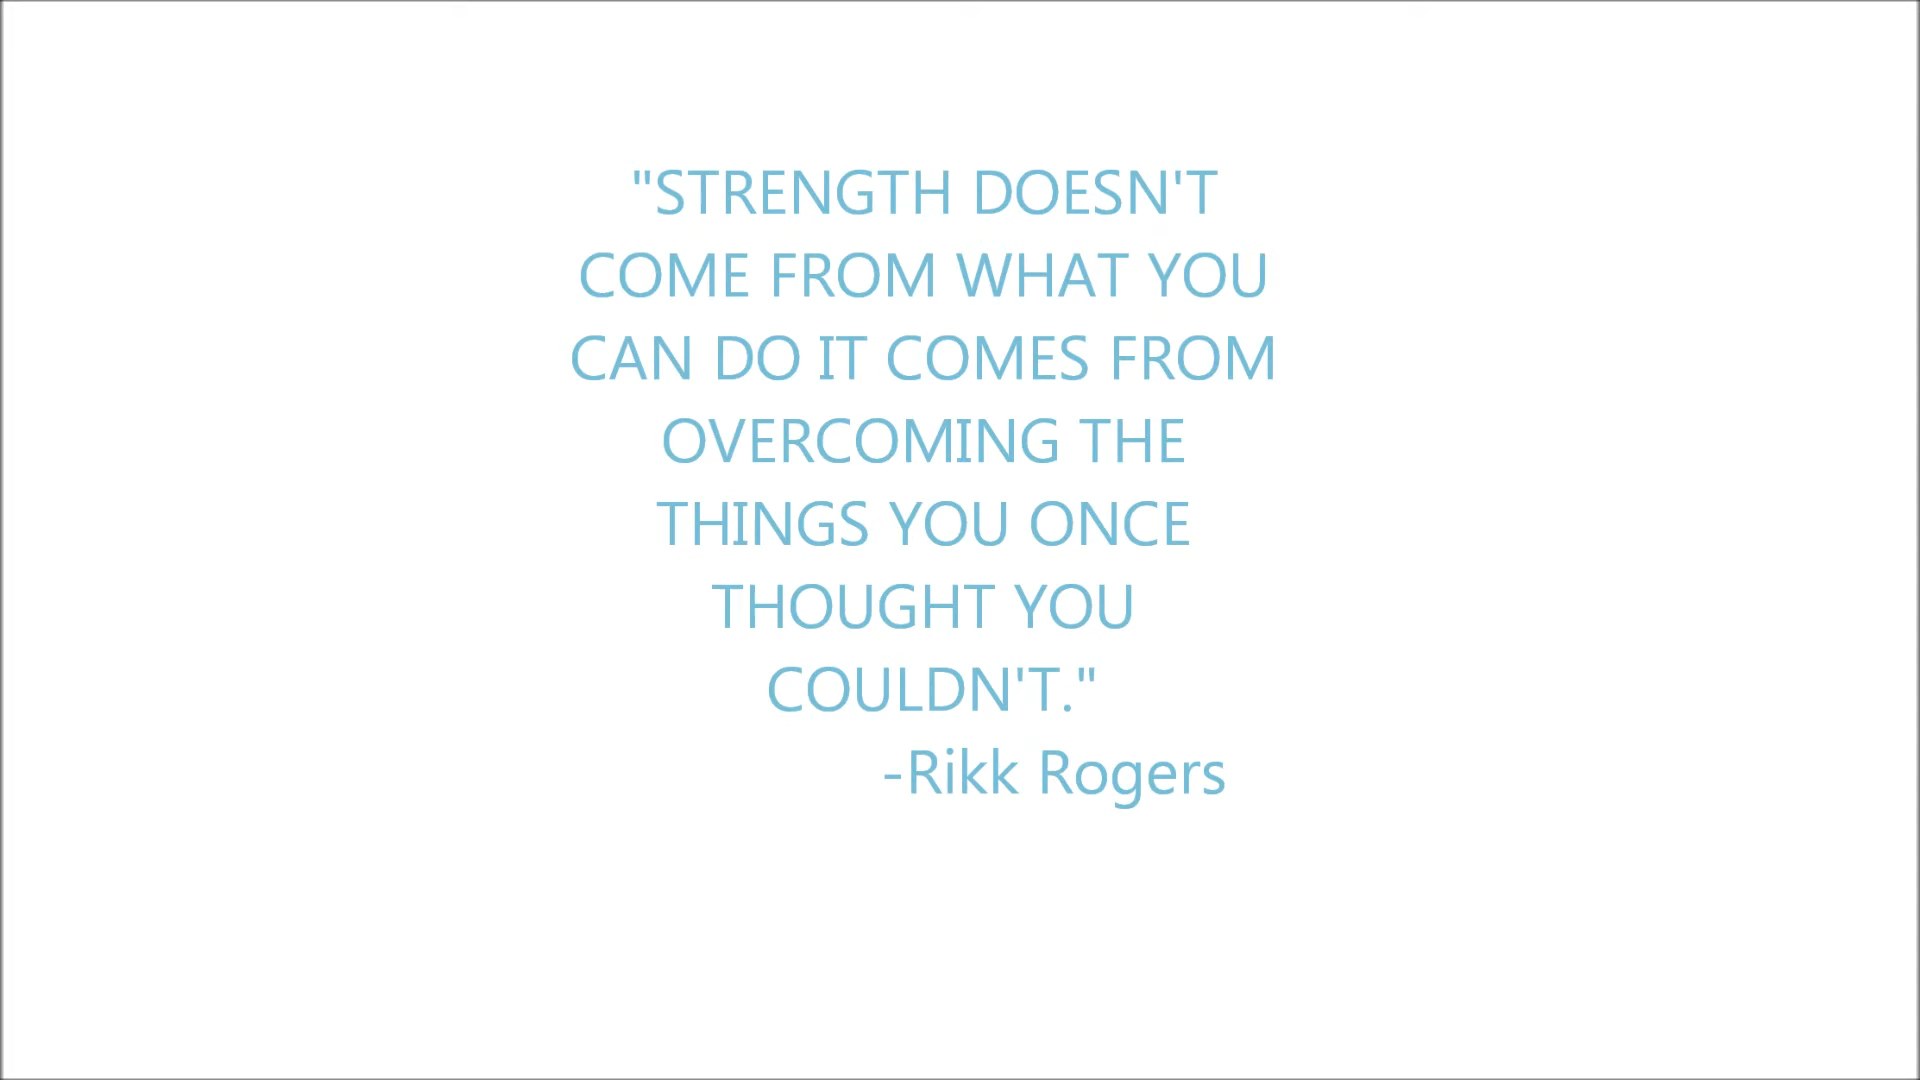 "STRENGTH DOESN'T
COME FROM WHAT YOU
CAN DO IT COMES FROM
OVERCOMING THE
THINGS YOU ONCE
THOUGHT YOU
COULDN'T."
-Rikk Rogers